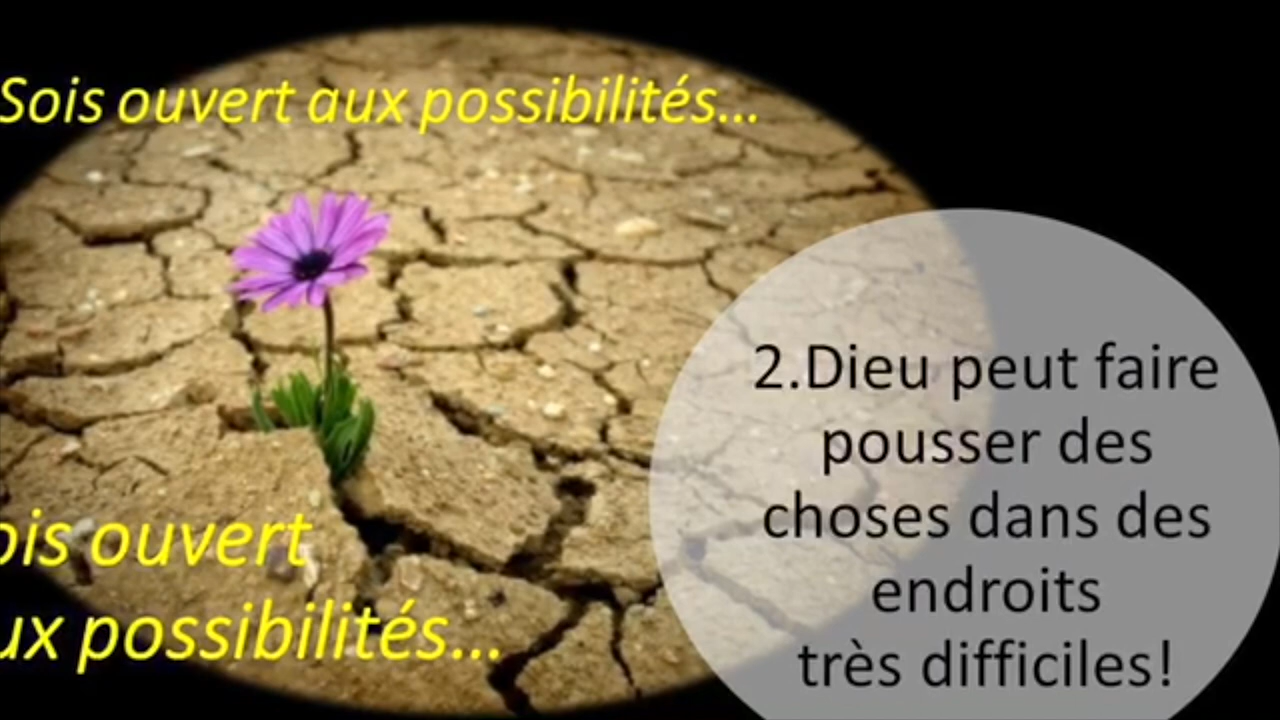 Sois ouvert aux possibilités...
2.Dieu peut faire
pousser des
choses dans des
endroits
très difficiles!
ois ouvert
ux possibilités...